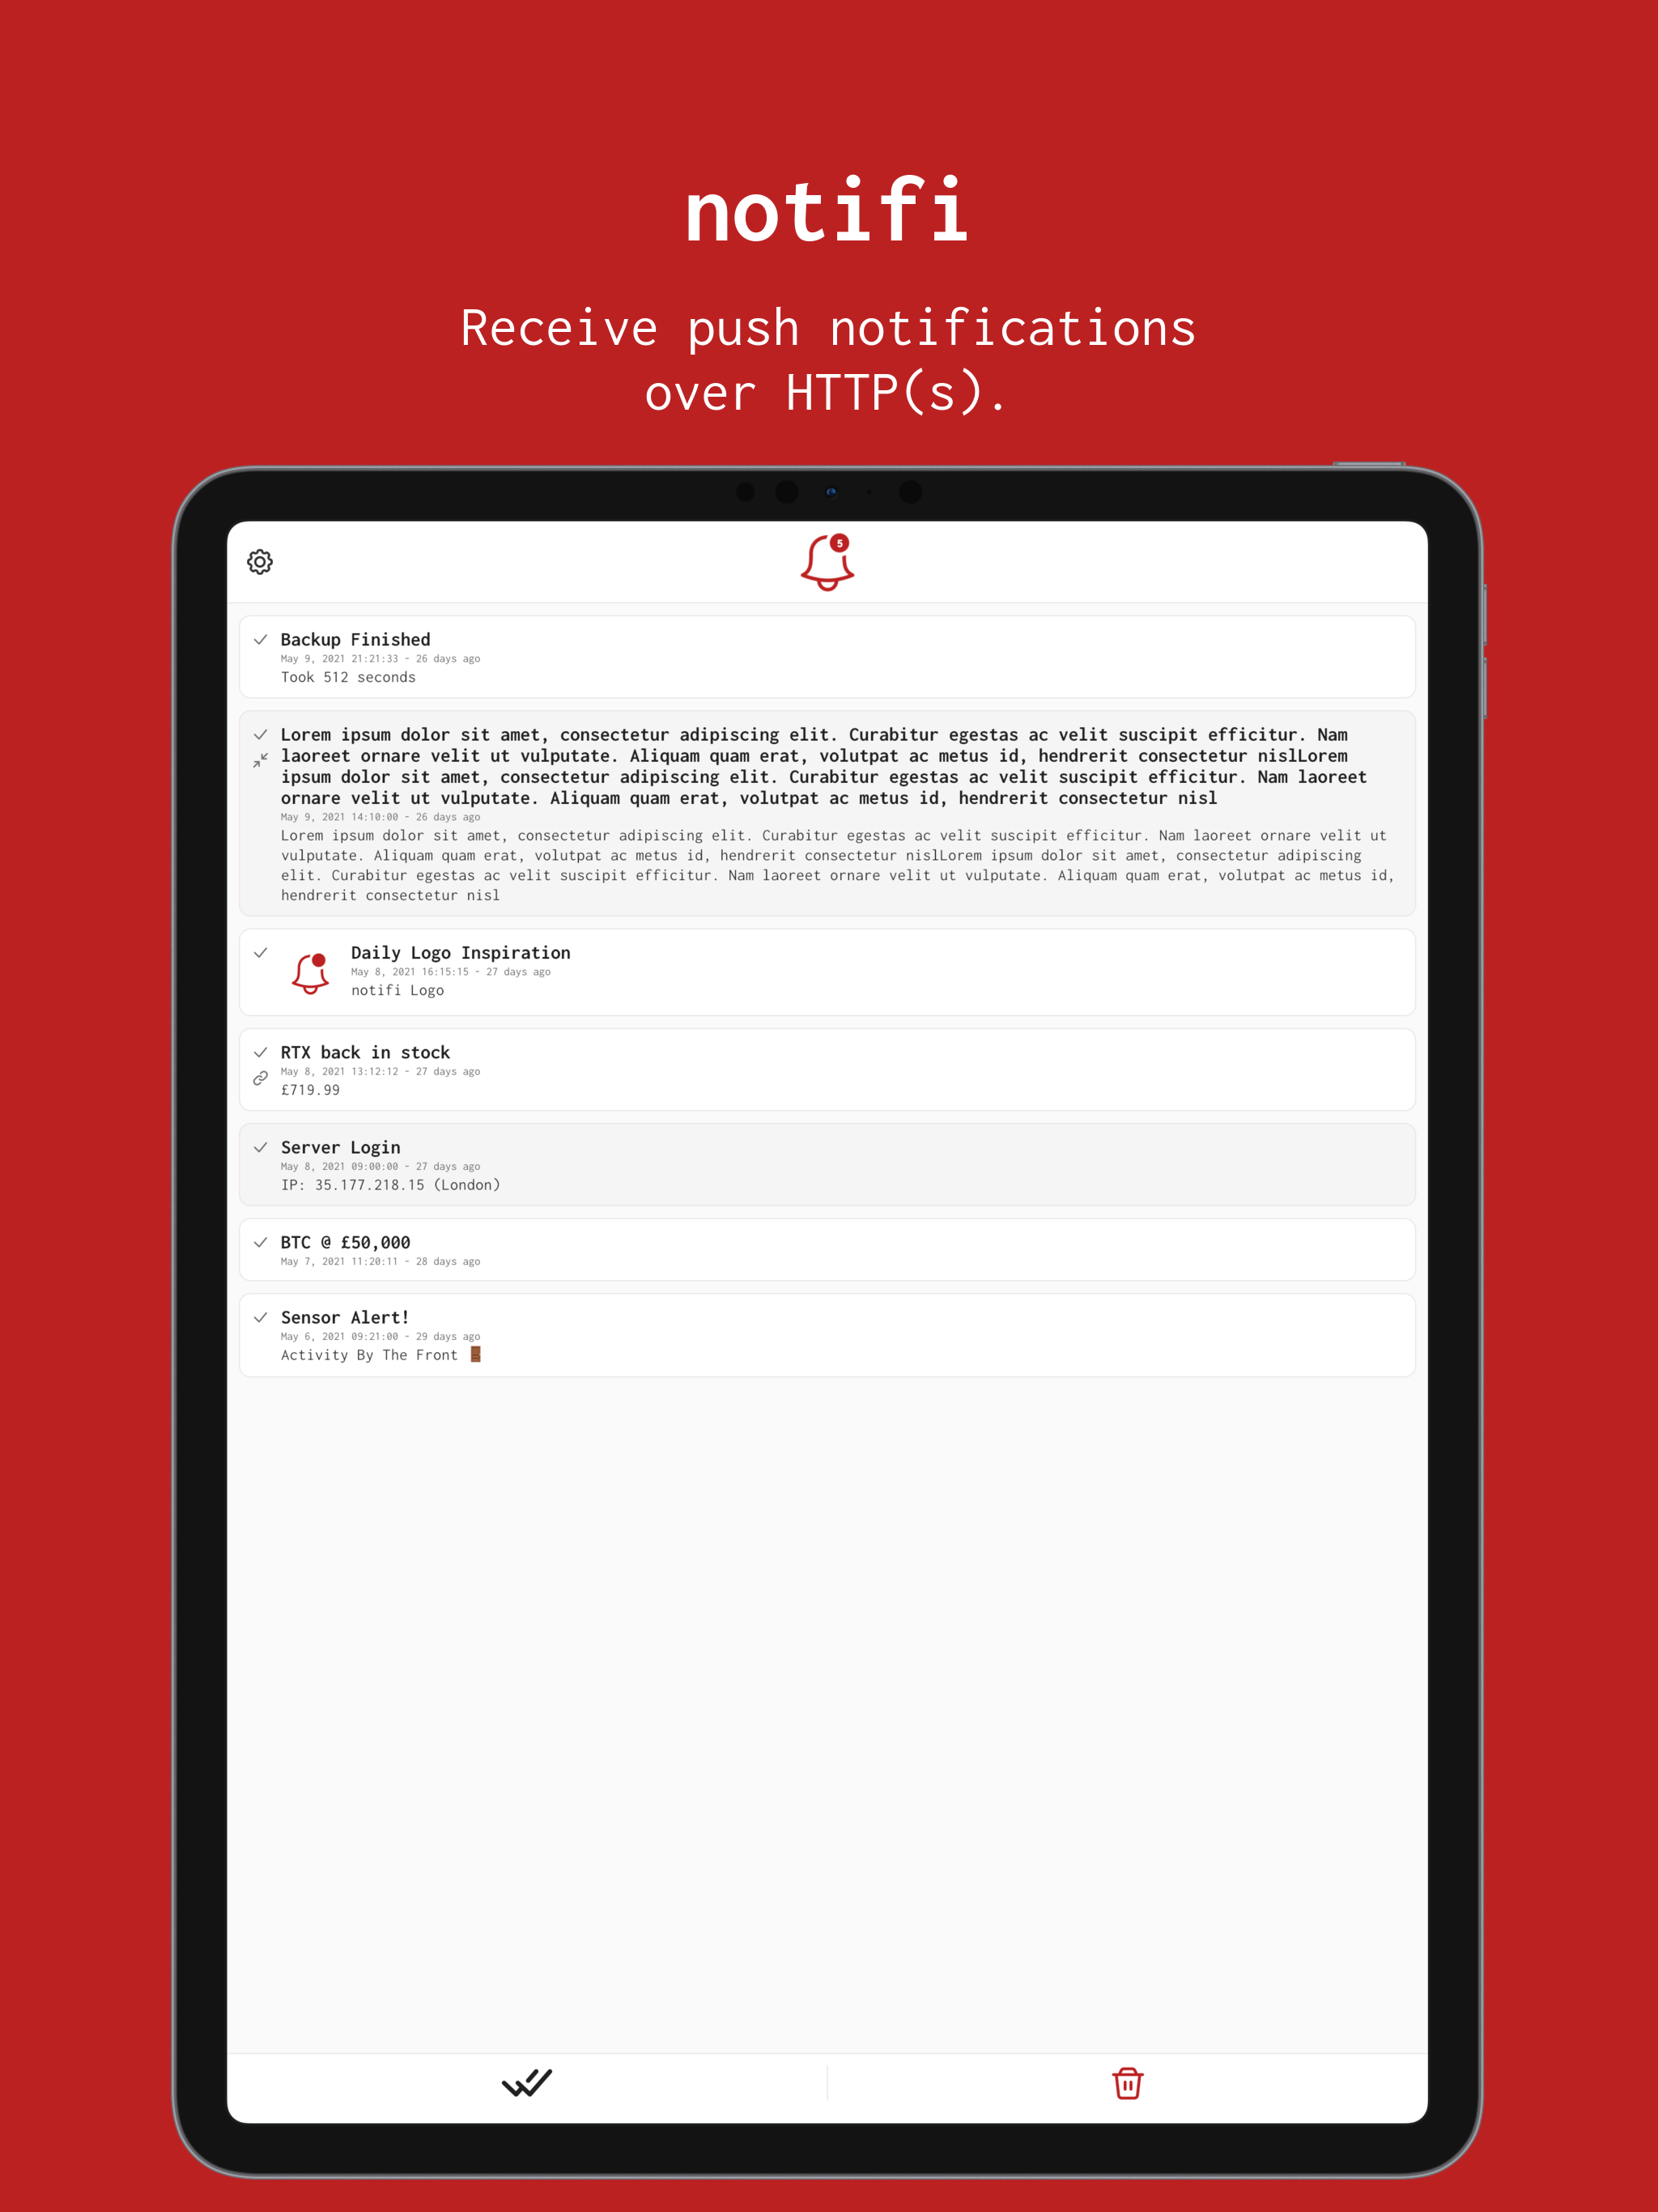 notifi
Receive push notifications
over HTTP(s).
5
Backup Finished
May 9, 2021 21:21:33 - 26 days ago
Took 512 seconds
Lorem ipsum dolor sit amet, consectetur adipiscing elit. Curabitur egestas ac velit suscipit efficitur. Nam
laoreet ornare velit ut vulputate. Aliquam quam erat, volutpat ac metus id, hendrerit consectetur nislLorem
ipsum dolor sit amet, consectetur adipiscing elit. Curabitur egestas ac velit suscipit efficitur. Nam laoreet
ornare velit ut vulputate. Aliquam quam erat, volutpat ac metus id, hendrerit consectetur nisl
May 9, 2021 14:10:00 - 26 days ago
Lorem ipsum dolor sit amet, consectetur adipiscing elit. Curabitur egestas ac velit suscipit efficitur. Nam laoreet ornare velit ut
vulputate. Aliquam quam erat, volutpat ac metus id, hendrerit consectetur nislLorem ipsum dolor sit amet, consectetur adipiscing
elit. Curabitur egestas ac velit suscipit efficitur. Nam laoreet ornare velit ut vulputate. Aliquam quam erat, volutpat ac metus id,
hendrerit consectetur nisl
Daily Logo Inspiration
May 8, 2021 16:15:15 - 27 days ago
notifi Logo
RTX back in stock
May 8, 2021 13:12:12 - 27 days ago
£719.99
Server Login
May 8, 2021 09:00:00 - 27 days ago
IP: 35.177.218.15 (London)
BTC @ £50,000
May 7, 2021 11:20:11 - 28 days ago
Sensor Alert!
May 6, 2021 09:21:00 - 29 days ago
Activity By The Front 🚪